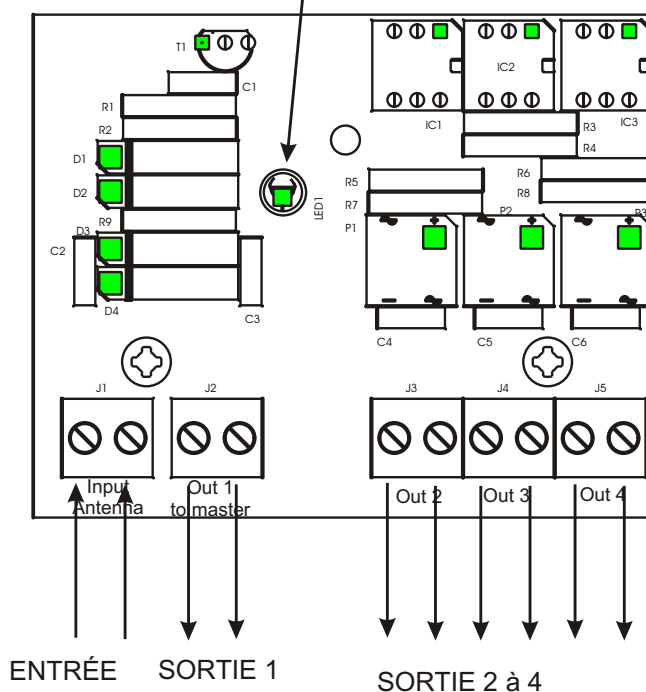 T1
C1
IC2
IC1
IC3
R1
R2
R3
R4
D1
D2
R5
R6
R7
R8
LED1
R9
D3
C2
P1
P2
D4
C3
C4
C5
C6
J1
J2
J3
J4
J5
Input
Antenna
Out 1
to master
Out 2
Out 3
Out 4
ENTRÉE
SORTIE 1
SORTIE 2 à 4